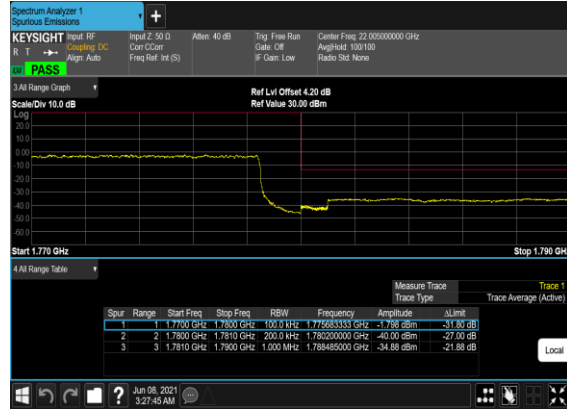 Spectrum Analyzer 1
Spurious Emissions
KEYSIGHT Input: RF Input Z: 50 Ω Atten: 40 dB Trig: Free Run Center Freq: 22.005000000 GHz
R T Coupling: DC Corr CCorr Gate: Off Avg|Hold: 100/100
Align: Auto Freq Ref: Int (S) IF Gain: Low Radio Std: None
PASS
3 All Range Graph Ref Lvl Offset 4.20 dB
Scale/Div 10.0 dB Ref Value 30.00 dBm
Log
20.0
10.0
0.00
-10.0
-20.0
-30.0
-40.0
-50.0
-60.0
Start 1.770 GHz Stop 1.790 GH
4 All Range Table
Measure Trace Trace 1
Trace Type Trace Average (Active)
Spur Range Start Freq Stop Freq RBW Frequency Amplitude ΔLimit
1 1 1.7700 GHz 1.7800 GHz 100.0 kHz 1.775683333 GHz -1.798 dBm -31.80 dB
2 2 1.7800 GHz 1.7810 GHz 200.0 kHz 1.780200000 GHz -40.00 dBm -27.00 dB
3 3 1.7810 GHz 1.7900 GHz 1.000 MHz 1.788485000 GHz -34.88 dBm -21.88 dB
Local
? Jun 08, 2021
3:27:45 AM